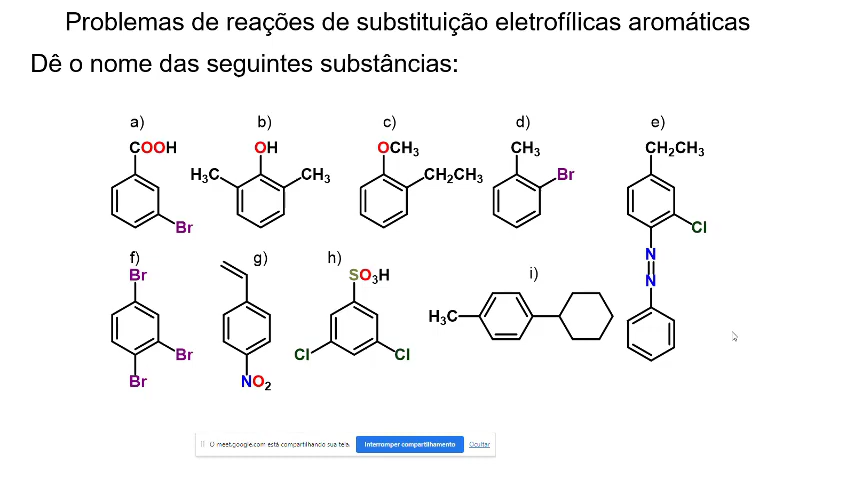 Problemas de reações de substituição eletrofílicas aromáticas
Dê o nome das seguintes substâncias:
a) b) c) d) e)
COOH OH OCH3 CH3 CH2CH3
H3C CH3 CH2CH3 Br
Br Cl
f) g) h) i)
N
N
Br SO3H
H3C
Br Cl Cl
Br NO2
O meet.google.com está compartilhando sua tela. Interromper compartilhamento Ocultar